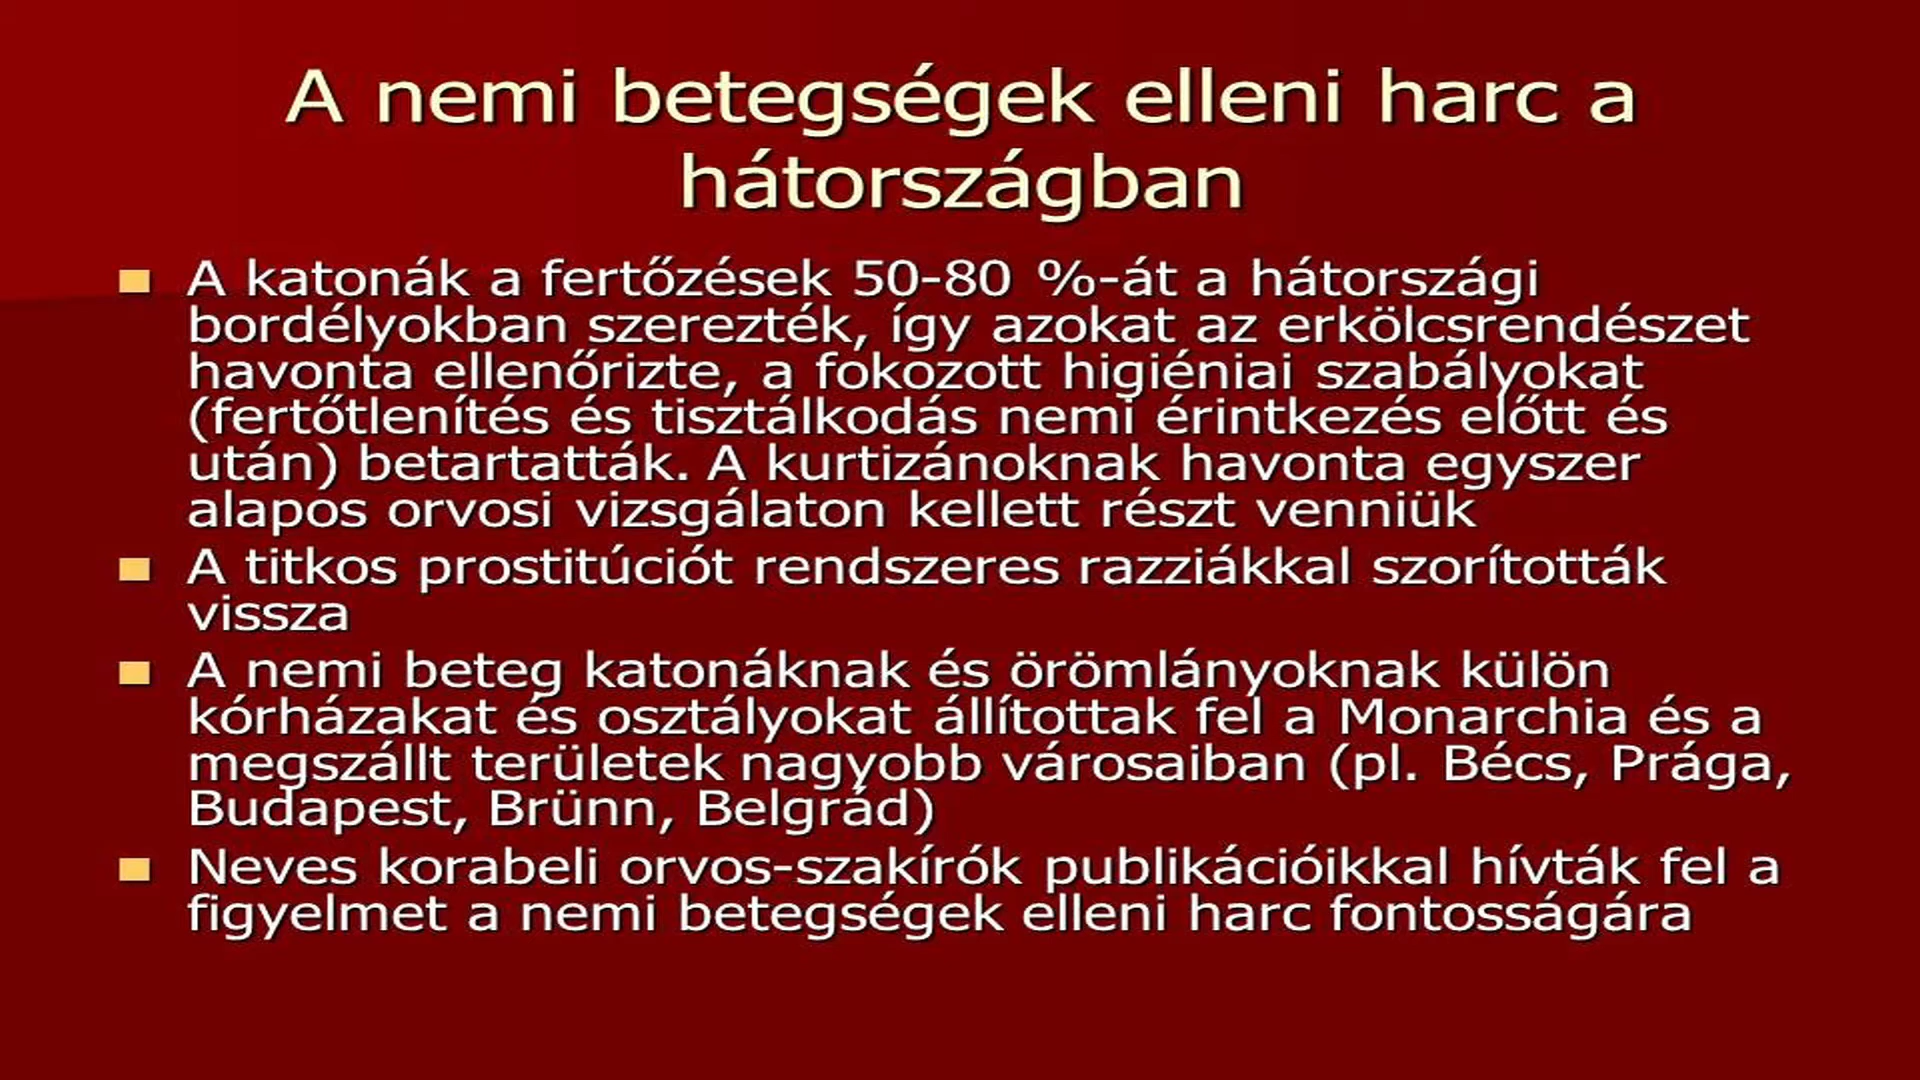 A nemi betegségek elleni harc a
hátországban
A katonák a fertőzések 50-80 %-át a hátországi
bordélyokban szerezték, így azokat az erkölcsrendészet
havonta ellenőrizte, a fokozott higiéniai szabályokat
(fertőtlenítés és tisztálkodás nemi érintkezés előtt és
után) betartatták. A kurtizánoknak havonta egyszer
alapos orvosi vizsgálaton kellett részt venniük
A titkos prostitúciót rendszeres razziákkal szorították
vissza
A nemi beteg katonáknak és örömlányoknak külön
kórházakat és osztályokat állítottak fel a Monarchia és a
megszállt területek nagyobb városaiban (pl. Bécs, Prága,
Budapest, Brünn, Belgrád)
Neves korabeli orvos-szakírók publikációikkal hívták fel a
figyelmet a nemi betegségek elleni harc fontosságára